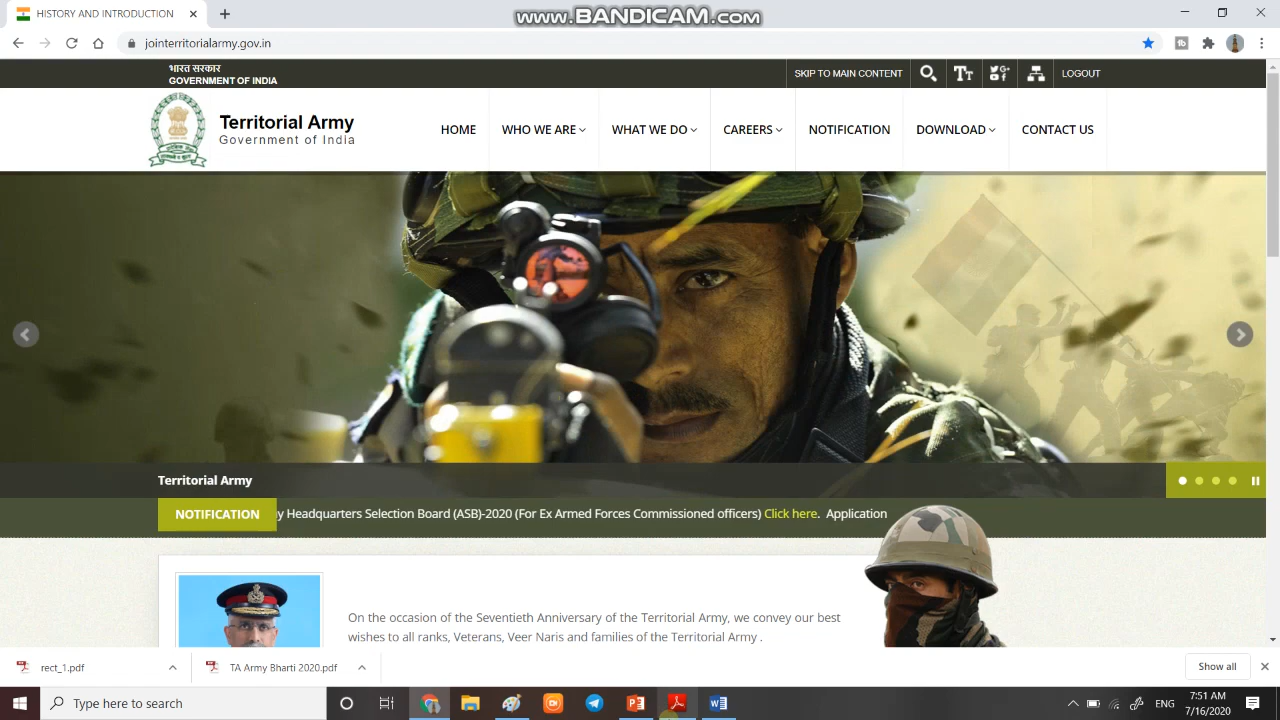 HISTORY AND INTRODUCTION
www.BANDICAM.com
jointerritorialarmy.gov.in
भारत सरकार
GOVERNMENT OF INDIA
SKIP TO MAIN CONTENT
LOGOUT
Territorial Army
Government of India
HOME
WHO WE ARE
WHAT WE DO
CAREERS
NOTIFICATION
DOWNLOAD
CONTACT US
Territorial Army
NOTIFICATION
y Headquarters Selection Board (ASB)-2020 (For Ex Armed Forces Commissioned officers) Click here. Application
On the occasion of the Seventieth Anniversary of the Territorial Army, we convey our best
wishes to all ranks, Veterans, Veer Naris and families of the Territorial Army .
rect_1.pdf
TA Army Bharti 2020.pdf
Show all
Type here to search
ENG
7:51 AM
7/16/2020